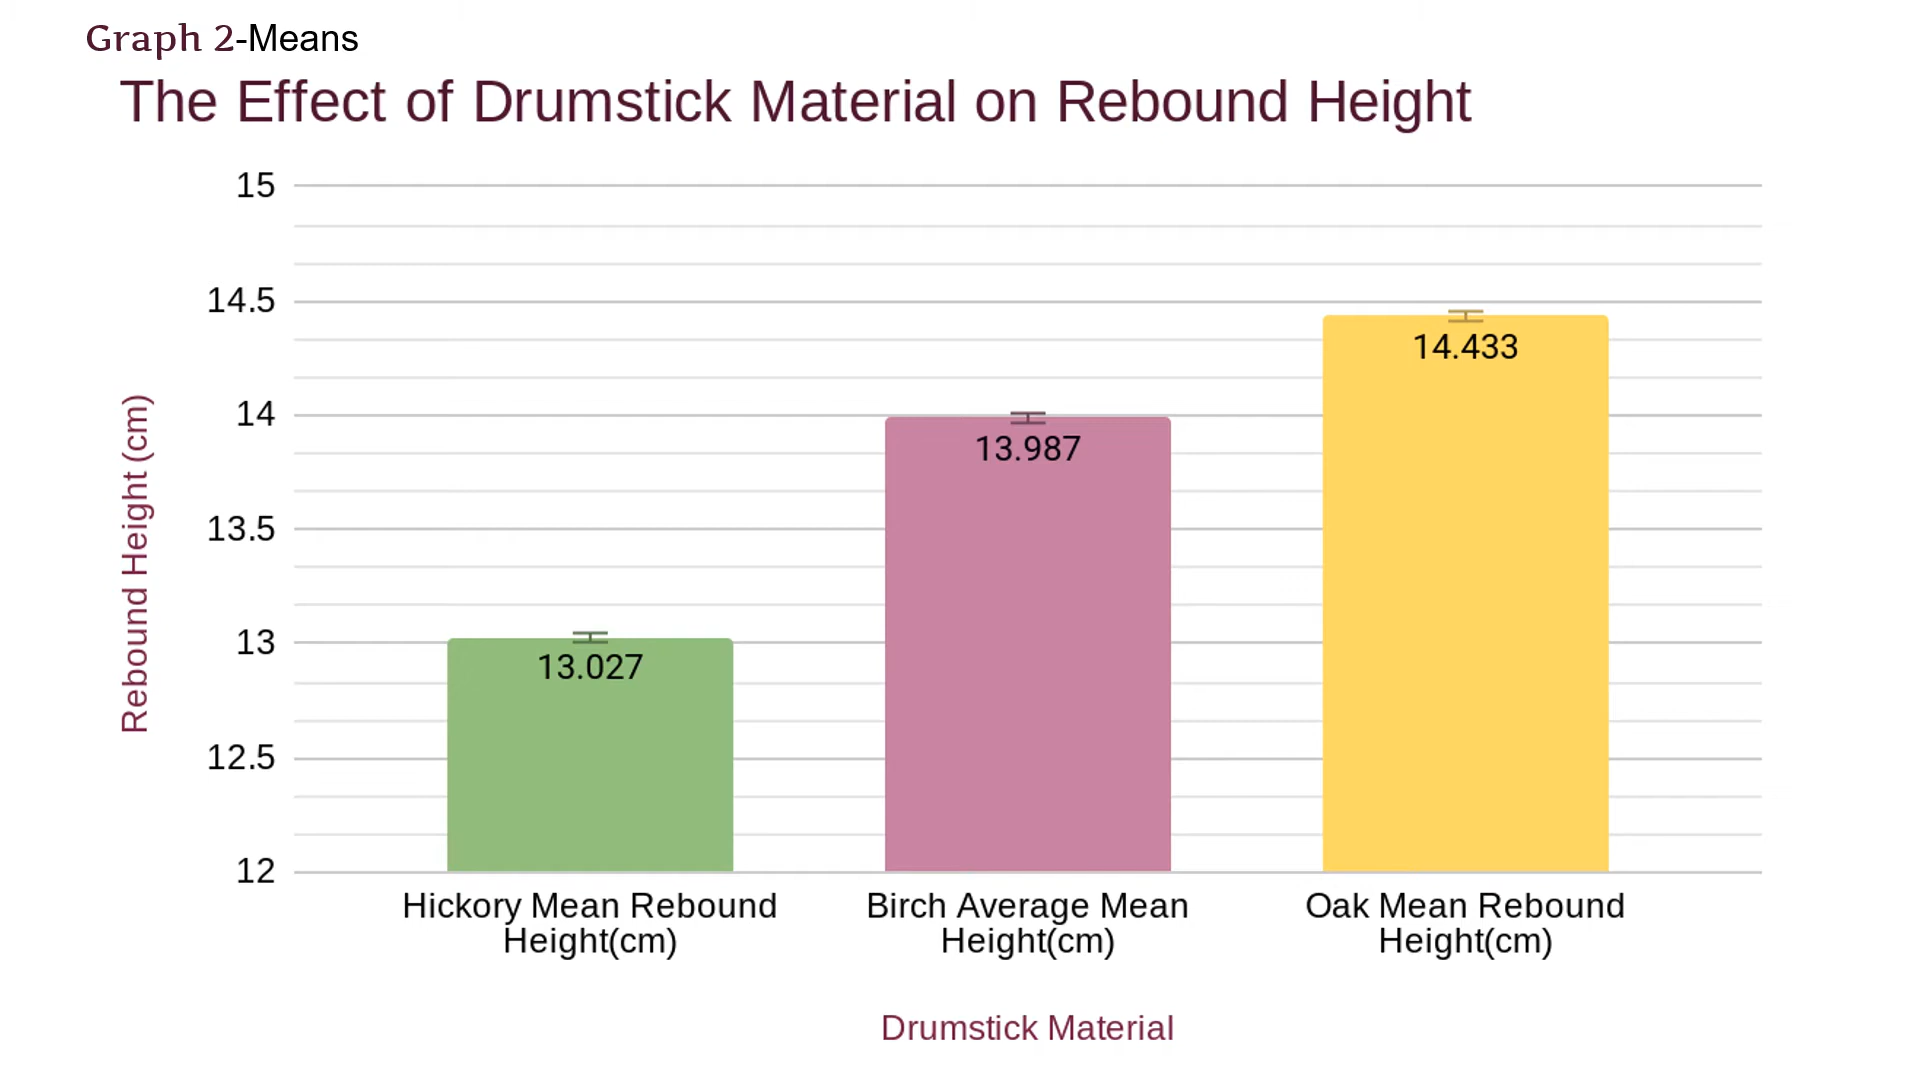 Graph 2-Means
The Effect of Drumstick Material on Rebound Height
15
14.5
14
13.5
13
12.5
12
Rebound Height (cm)
14.433
13.987
13.027
Hickory Mean Rebound
Height(cm)
Birch Average Mean
Height(cm)
Oak Mean Rebound
Height(cm)
Drumstick Material